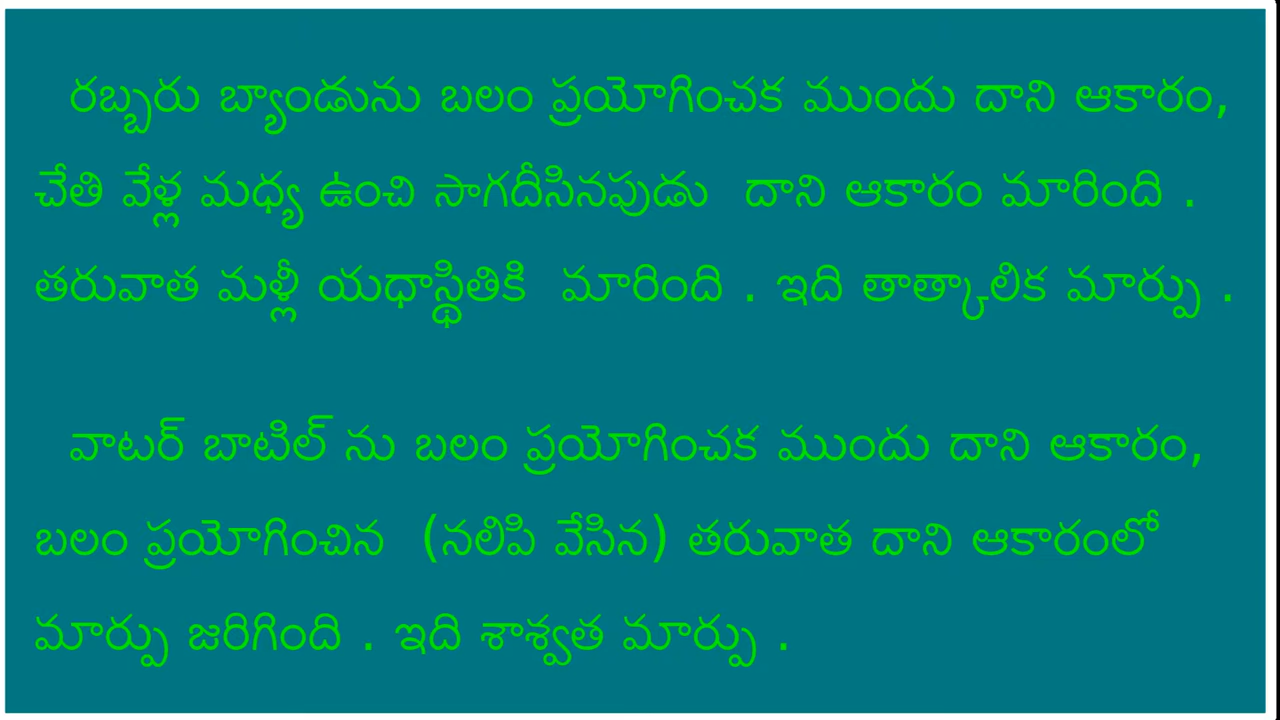 రబ్బరు బ్యాండును బలం ప్రయోగించక ముందు దాని ఆకారం,
చేతి వేళ్ల మధ్య ఉంచి సాగదీసినపుడు దాని ఆకారం మారింది .
తరువాత మళ్లీ యధాస్థితికి మారింది . ఇది తాత్కాలిక మార్పు .
వాటర్ బాటిల్ ను బలం ప్రయోగించక ముందు దాని ఆకారం,
బలం ప్రయోగించిన (నలిపి వేసిన) తరువాత దాని ఆకారంలో
మార్పు జరిగింది . ఇది శాశ్వత మార్పు .